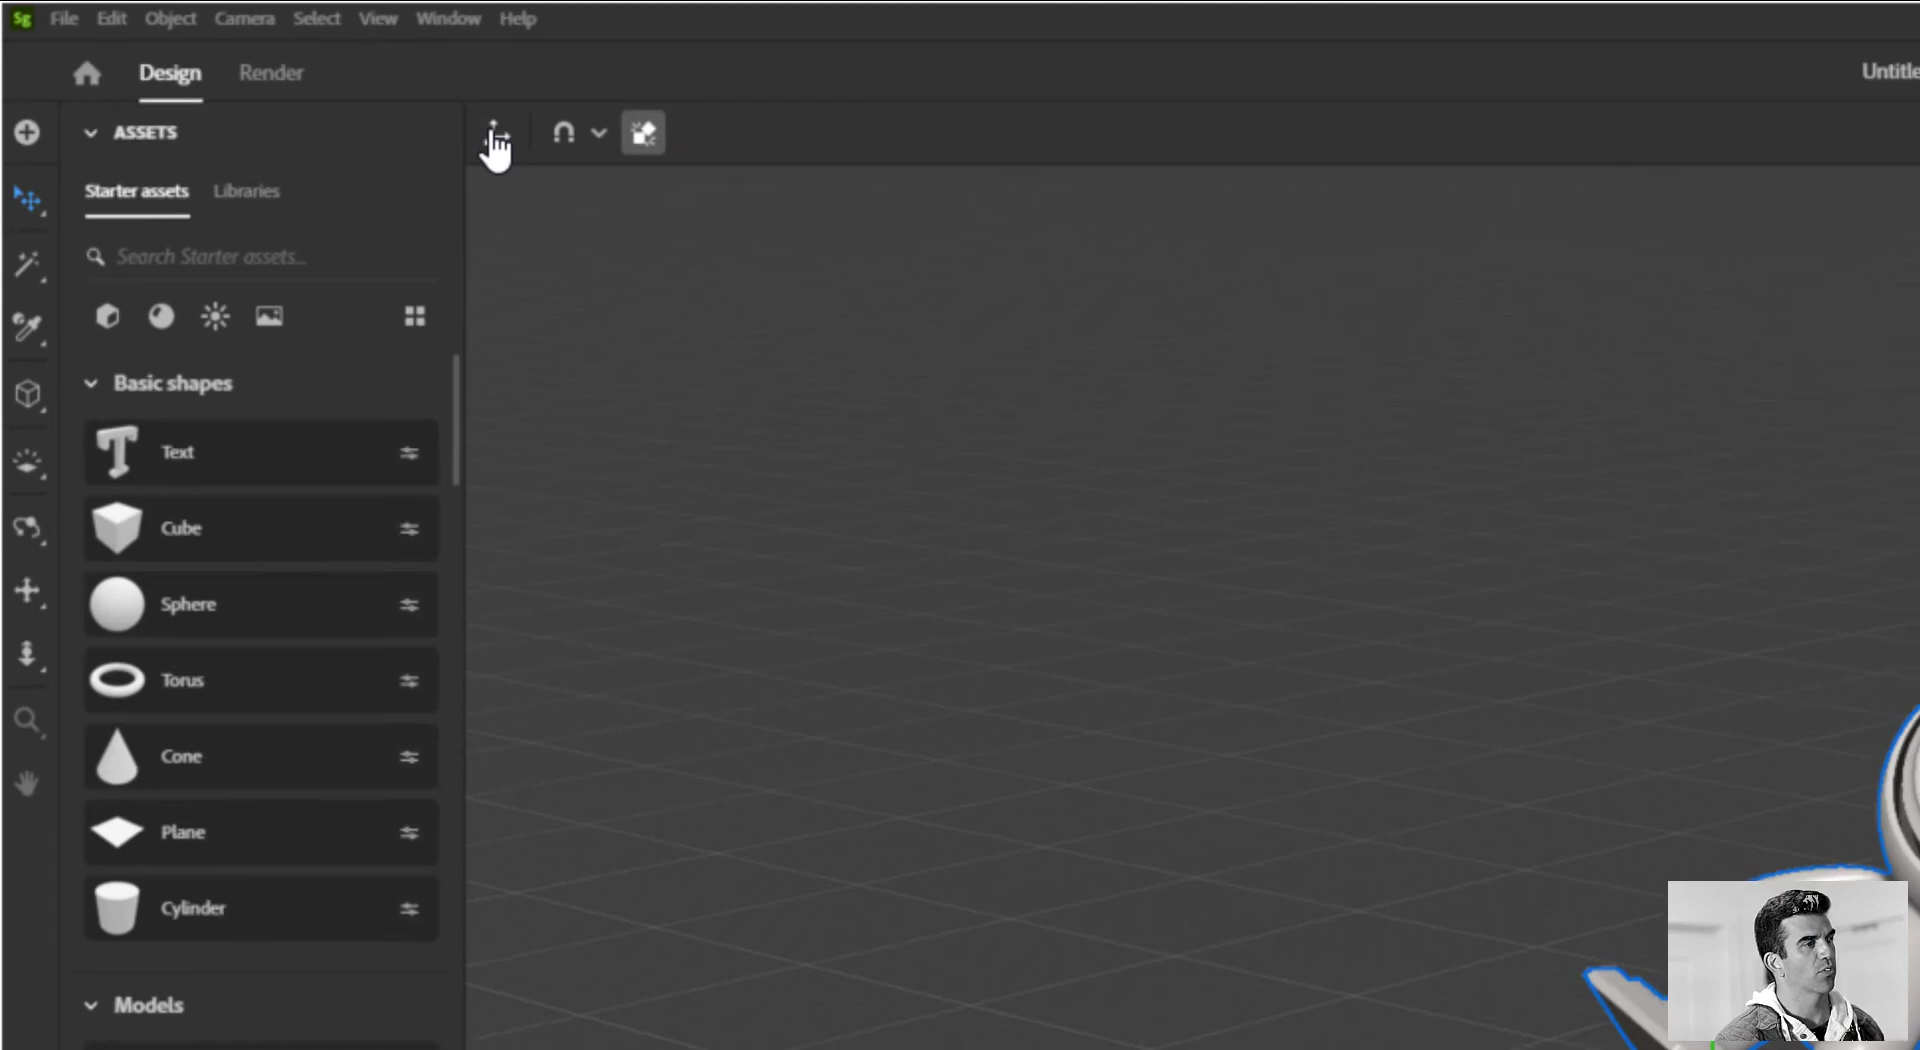 Sg File Edit Object Camera Select View Window Help
Design Render
Untitle
ASSETS
Starter assets Libraries
Search Starter assets...
Basic shapes
Text
Cube
Sphere
Torus
Cone
Plane
Cylinder
Models